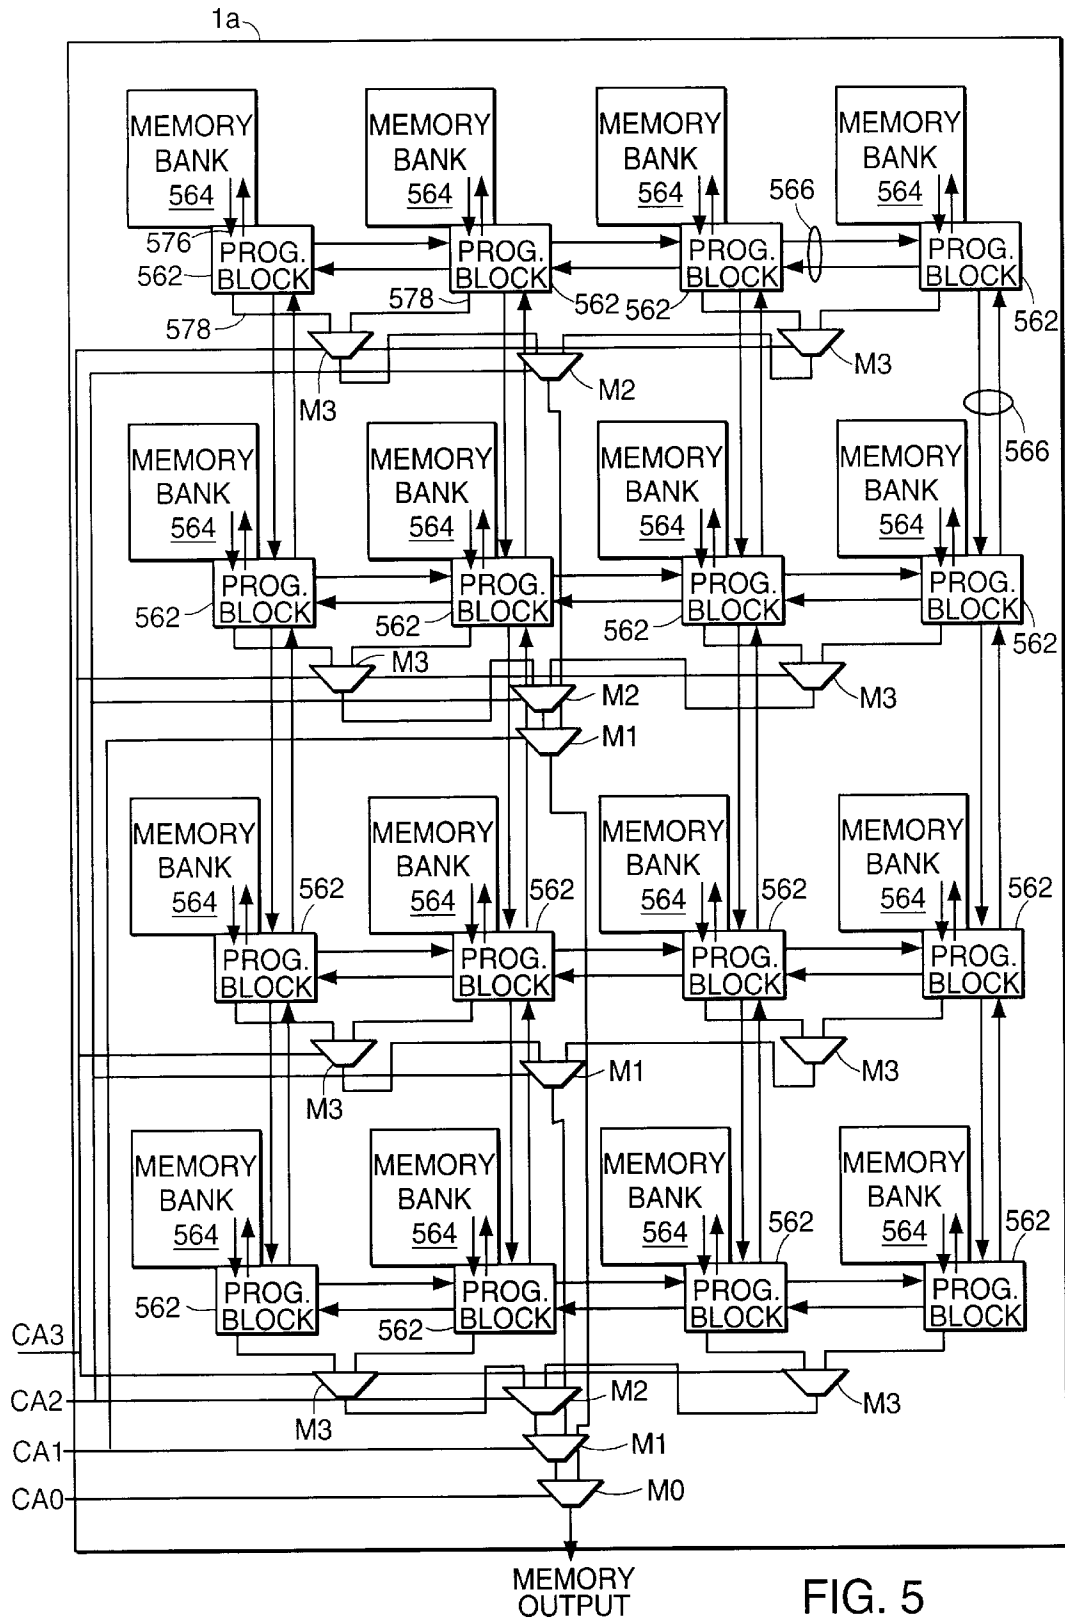 1a
MEMORY BANK 564
MEMORY BANK 564
MEMORY BANK 564
MEMORY BANK 564
566
576
PROG. BLOCK
PROG. BLOCK
PROG. BLOCK
PROG. BLOCK
562
578
578
562
562
562
M3
M2
M3
566
MEMORY BANK 564
MEMORY BANK 564
MEMORY BANK 564
MEMORY BANK 564
PROG. BLOCK
PROG. BLOCK
PROG. BLOCK
PROG. BLOCK
562
562
562
562
M3
M2
M3
M1
MEMORY BANK 564
MEMORY BANK 564
MEMORY BANK 564
MEMORY BANK 564
562
562
562
562
PROG. BLOCK
PROG. BLOCK
PROG. BLOCK
PROG. BLOCK
M3
M1
M3
MEMORY BANK 564
MEMORY BANK 564
MEMORY BANK 564
MEMORY BANK 564
562
562
PROG. BLOCK
PROG. BLOCK
PROG. BLOCK
PROG. BLOCK
562
562
CA3
CA2
M3
M2
M3
CA1
M1
CA0
M0
MEMORY
OUTPUT
FIG. 5